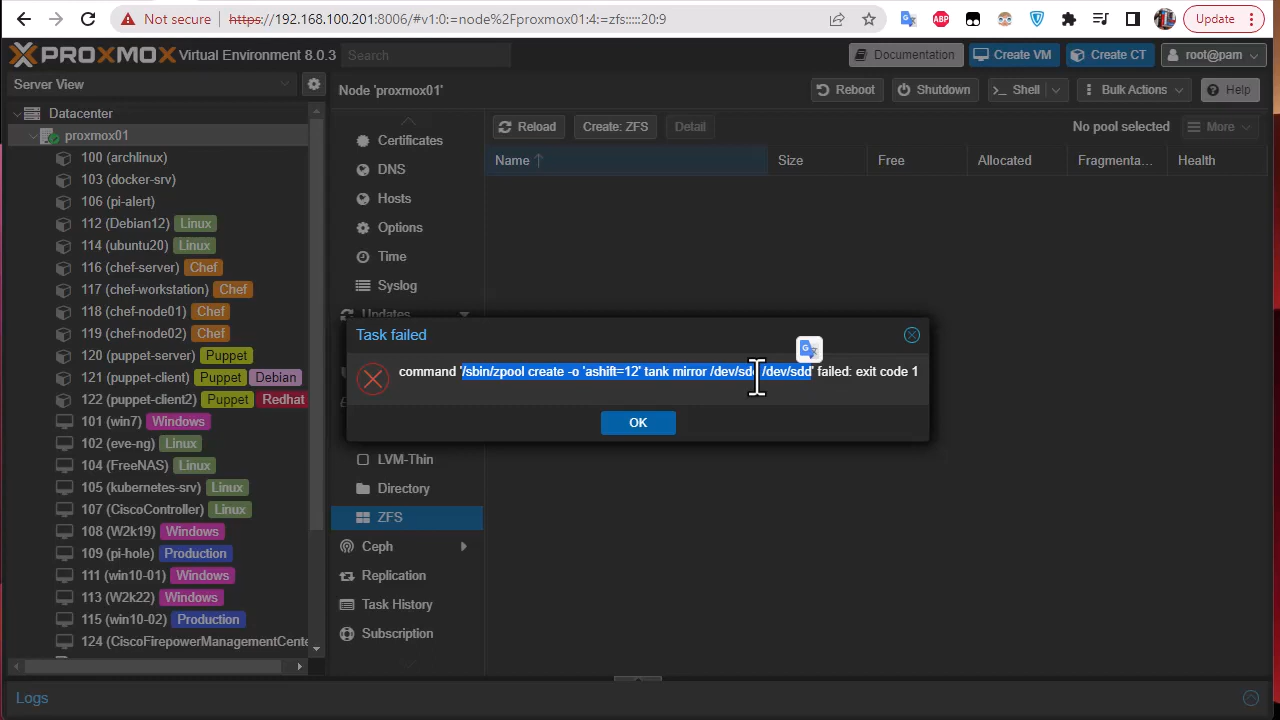 Not secure https://192.168.100.201:8006/#v1:0:=node%2Fproxmox01:4:=zfs:::::20:9
ABP
Update
PROXMOX Virtual Environment 8.0.3 Search
Documentation Create VM Create CT root@pam
Server View
Datacenter
proxmox01
100 (archlinux)
103 (docker-srv)
106 (pi-alert)
112 (Debian12) Linux
114 (ubuntu20) Linux
116 (chef-server) Chef
117 (chef-workstation) Chef
118 (chef-node01) Chef
119 (chef-node02) Chef
120 (puppet-server) Puppet
121 (puppet-client) Puppet Debian
122 (puppet-client2) Puppet Redhat
101 (win7) Windows
102 (eve-ng) Linux
104 (FreeNAS) Linux
105 (kubernetes-srv) Linux
107 (CiscoController) Linux
108 (W2k19) Windows
109 (pi-hole) Production
111 (win10-01) Windows
113 (W2k22) Windows
115 (win10-02) Production
124 (CiscoFirepowerManagementCente
Node 'proxmox01'
Reboot Shutdown Shell Bulk Actions Help
Certificates
DNS
Hosts
Options
Time
Syslog
Updates
LVM-Thin
Directory
ZFS
Ceph
Replication
Task History
Subscription
Reload Create: ZFS Detail No pool selected More
Name Size Free Allocated Fragmenta... Health
Task failed
command '/sbin/zpool create -o 'ashift=12' tank mirror /dev/sdc /dev/sdd' failed: exit code 1
OK
Logs